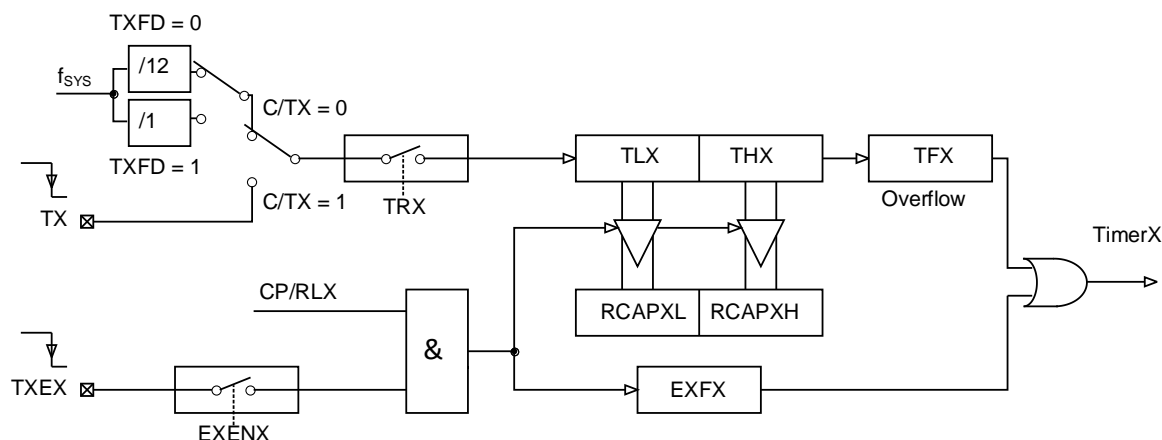 TXFD = 0
/12
fSYS
C/TX = 0
/1
TXFD = 1
TLX THX TFX
Overflow
C/TX = 1
TX
TRX
TimerX
CP/RLX
RCAPXL RCAPXH
&
TXEX
EXFX
EXENX